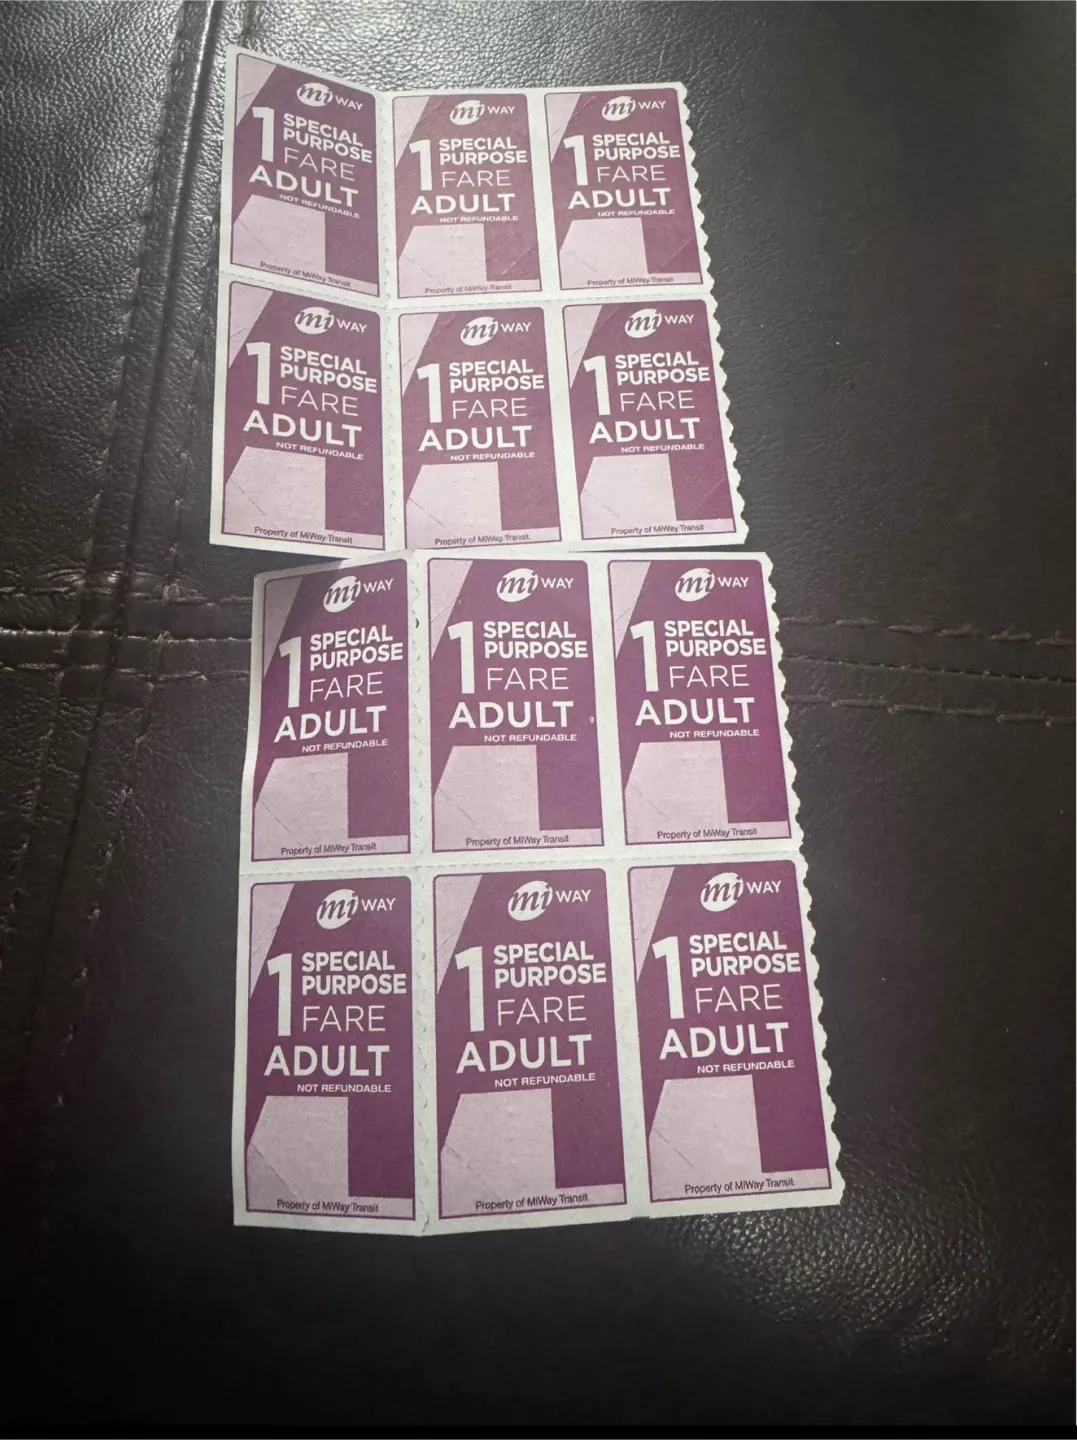 mi WAY
1 SPECIAL
PURPOSE
FARE
ADULT
NOT REFUNDABLE
Property of MiWay Transit
mi WAY
1 SPECIAL
PURPOSE
FARE
ADULT
NOT REFUNDABLE
Property of MiWay Transit
mi WAY
1 SPECIAL
PURPOSE
FARE
ADULT
NOT REFUNDABLE
Property of MiWay Transit
mi WAY
1 SPECIAL
PURPOSE
FARE
ADULT
NOT REFUNDABLE
Property of MiWay Transit
mi WAY
1 SPECIAL
PURPOSE
FARE
ADULT
NOT REFUNDABLE
Property of MiWay Transit
mi WAY
1 SPECIAL
PURPOSE
FARE
ADULT
NOT REFUNDABLE
Property of MiWay Transit
mi WAY
1 SPECIAL
PURPOSE
FARE
ADULT
NOT REFUNDABLE
Property of MiWay Transit
mi WAY
1 SPECIAL
PURPOSE
FARE
ADULT
NOT REFUNDABLE
Property of MiWay Transit
mi WAY
1 SPECIAL
PURPOSE
FARE
ADULT
NOT REFUNDABLE
Property of MiWay Transit
mi WAY
1 SPECIAL
PURPOSE
FARE
ADULT
NOT REFUNDABLE
Property of MiWay Transit
mi WAY
1 SPECIAL
PURPOSE
FARE
ADULT
NOT REFUNDABLE
Property of MiWay Transit
mi WAY
1 SPECIAL
PURPOSE
FARE
ADULT
NOT REFUNDABLE
Property of MiWay Transit